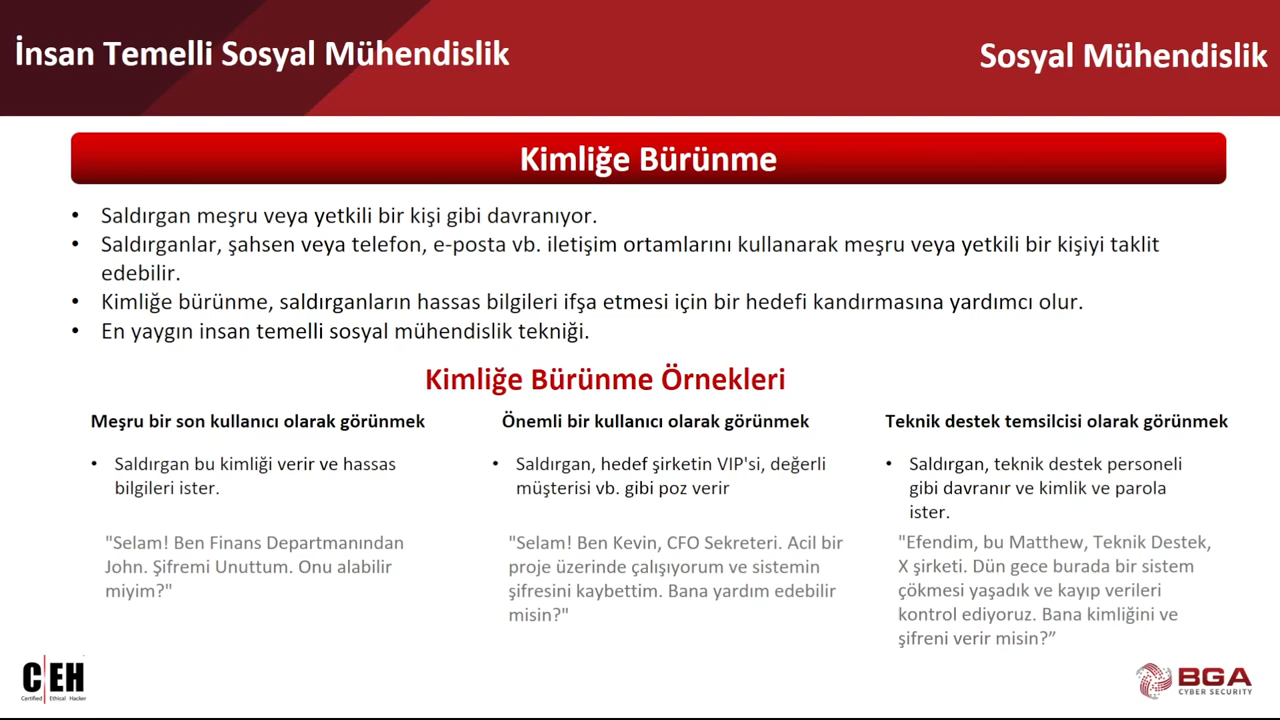 İnsan Temelli Sosyal Mühendislik
Sosyal Mühendislik
Kimliğe Bürünme
• Saldırgan meşru veya yetkili bir kişi gibi davranıyor.
• Saldırganlar, şahsen veya telefon, e-posta vb. iletişim ortamlarını kullanarak meşru veya yetkili bir kişiyi taklit
edebilir.
• Kimliğe bürünme, saldırganların hassas bilgileri ifşa etmesi için bir hedefi kandırmasına yardımcı olur.
• En yaygın insan temelli sosyal mühendislik tekniği.
Kimliğe Bürünme Örnekleri
Meşru bir son kullanıcı olarak görünmek
• Saldırgan bu kimliği verir ve hassas
bilgileri ister.
"Selam! Ben Finans Departmanından
John. Şifremi Unuttum. Onu alabilir
miyim?"
Önemli bir kullanıcı olarak görünmek
• Saldırgan, hedef şirketin VIP'si, değerli
müşterisi vb. gibi poz verir
"Selam! Ben Kevin, CFO Sekreteri. Acil bir
proje üzerinde çalışıyorum ve sistemin
şifresini kaybettim. Bana yardım edebilir
misin?"
Teknik destek temsilcisi olarak görünmek
• Saldırgan, teknik destek personeli
gibi davranır ve kimlik ve parola
ister.
"Efendim, bu Matthew, Teknik Destek,
X şirketi. Dün gece burada bir sistem
çökmesi yaşadık ve kayıp verileri
kontrol ediyoruz. Bana kimliğini ve
şifreni verir misin?”
C|EH
Certified Ethical Hacker
BGA
CYBER SECURITY